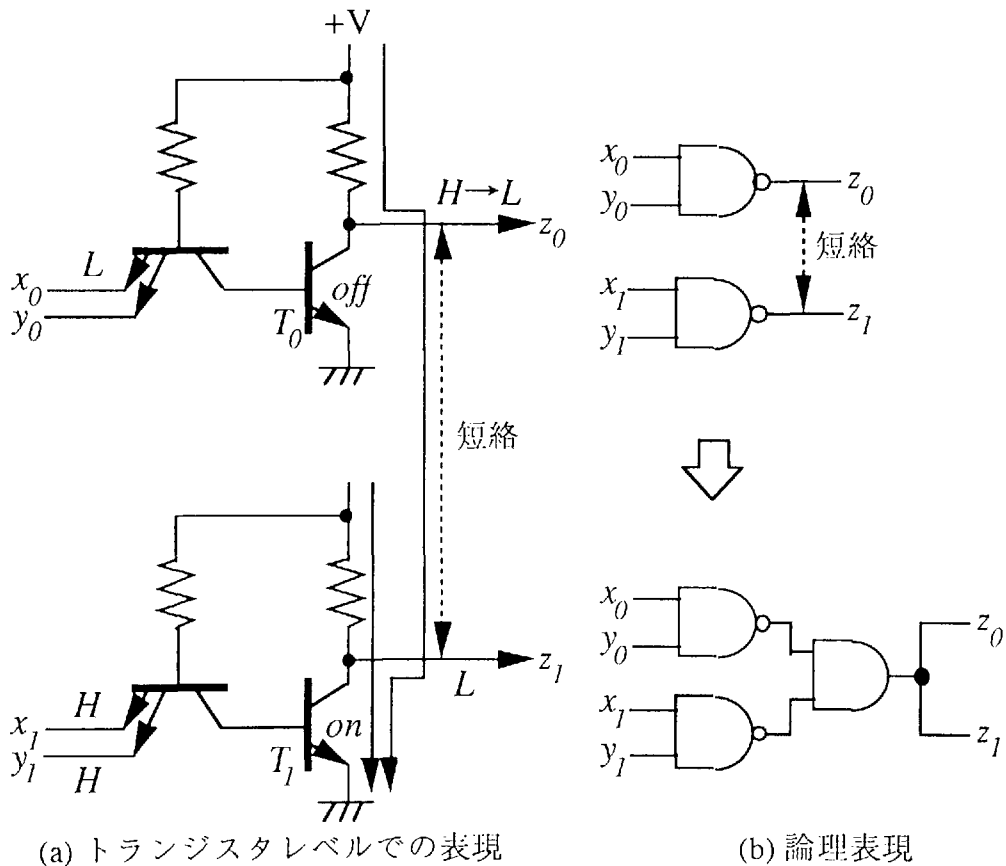 +V
L
x₀
y₀
T₀
off
H→L
z₀
短絡
H
x₁
y₁
H
T₁
on
L
z₁
(a) トランジスタレベルでの表現
x₀
y₀
z₀
短絡
x₁
y₁
z₁
x₀
y₀
x₁
y₁
z₀
z₁
(b) 論理表現